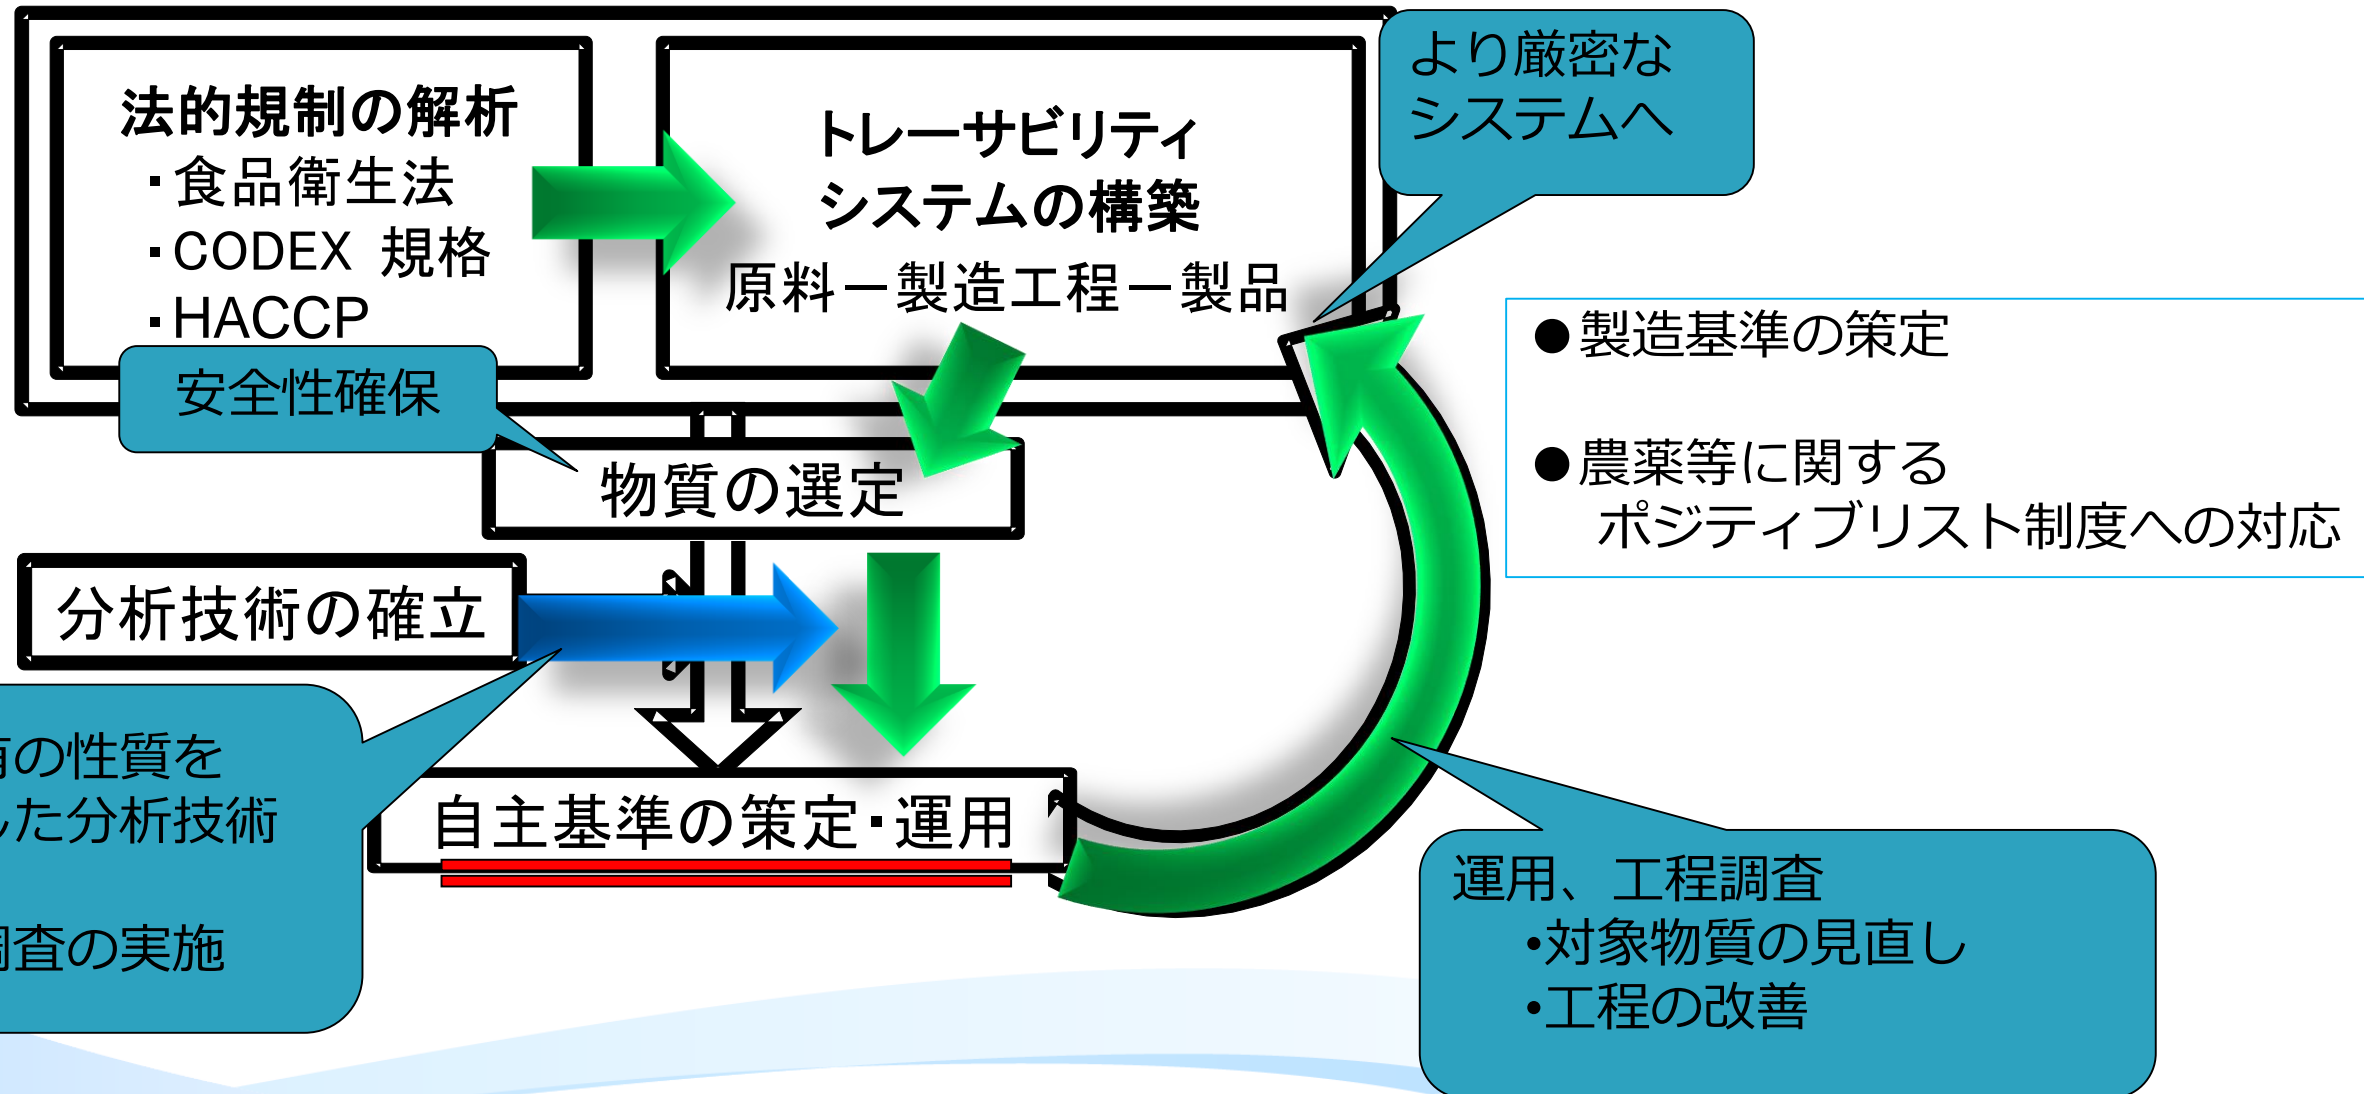 法的規制の解析
・食品衛生法
・CODEX 規格
・HACCP
トレーサビリティ
システムの構築
原料－製造工程－製品
より厳密な
システムへ
安全性確保
●製造基準の策定
●農薬等に関する
ポジティブリスト制度への対応
物質の選定
分析技術の確立
の性質を
した分析技術
調査の実施
自主基準の策定・運用
運用、工程調査
•対象物質の見直し
•工程の改善